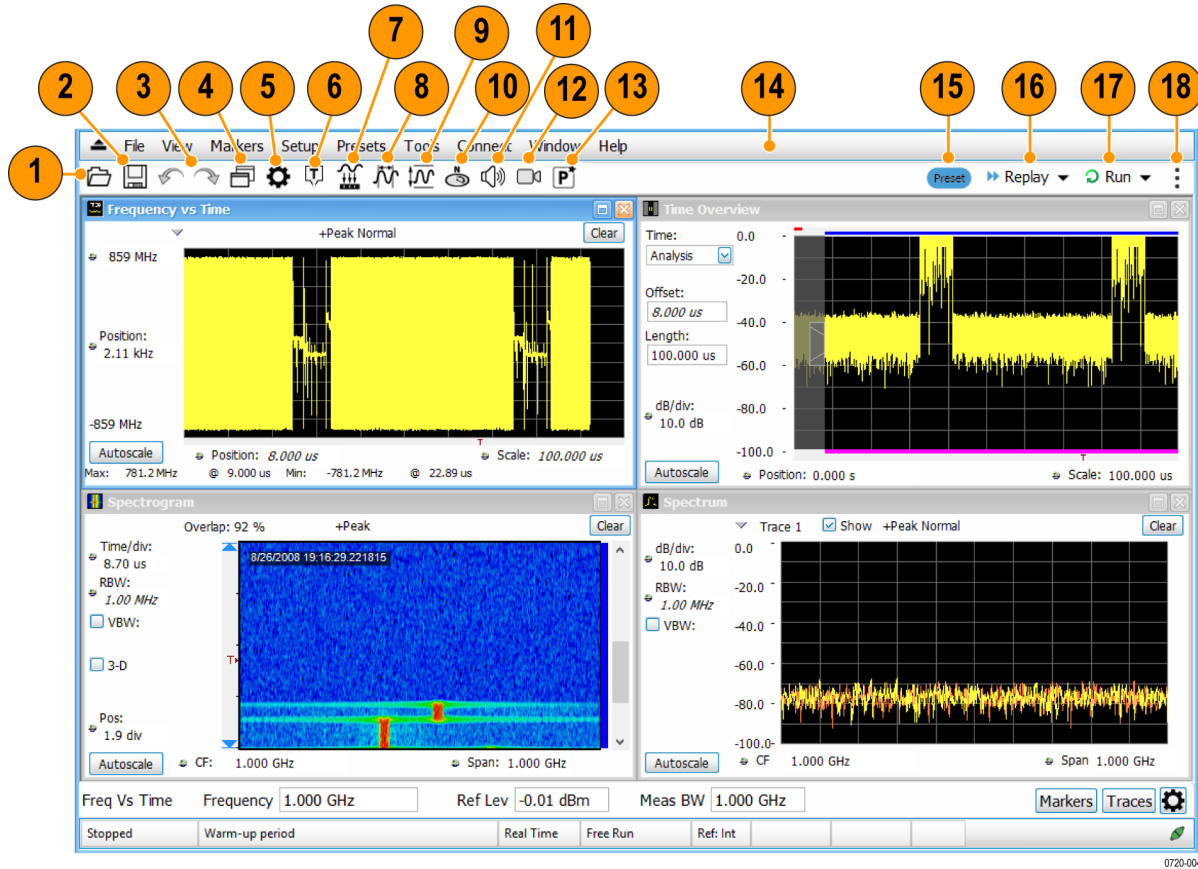 7 9 11
2 3 4 5 6 8 10 12 13 14 15 16 17 18
1
File View Markers Setup Presets Tools Connect Window Help
T P Preset Replay Run
Frequency vs Time
+Peak Normal Clear
859 MHz
Position:
2.11 kHz
-859 MHz
Autoscale Position: 8.000 us Scale: 100.000 us
T
Max: 781.2 MHz @ 9.000 us Min: -781.2 MHz @ 22.89 us
Time Overview
Time:
Analysis
Offset:
8.000 us
Length:
100.000 us
dB/div:
10.0 dB
0.0
-20.0
-40.0
-60.0
-80.0
-100.0
T
Autoscale Position: 0.000 s Scale: 100.000 us
Spectrogram
Overlap: 92 % +Peak Clear
Time/div:
8.70 us
RBW:
1.00 MHz
VBW:
3-D
Pos:
1.9 div
8/26/2008 19:16:29.221815
T
Autoscale CF: 1.000 GHz Span: 1.000 GHz
Spectrum
Trace 1 Show +Peak Normal Clear
dB/div:
10.0 dB
RBW:
1.00 MHz
VBW:
0.0
-20.0
-40.0
-60.0
-80.0
-100.0
Autoscale CF 1.000 GHz Span 1.000 GHz
Freq Vs Time Frequency 1.000 GHz Ref Lev -0.01 dBm Meas BW 1.000 GHz Markers Traces
Stopped Warm-up period Real Time Free Run Ref: Int